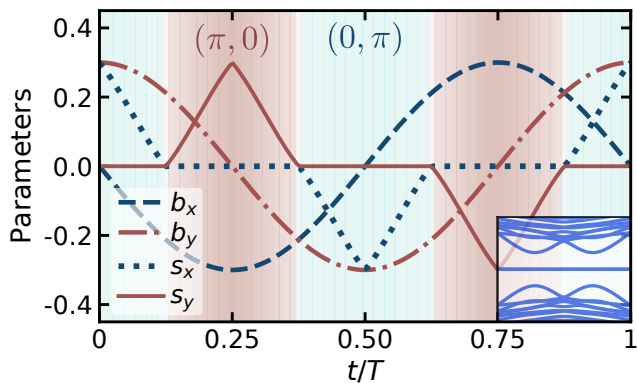 0.4
0.2
0.0
-0.2
-0.4
Parameters
(π, 0)
(0, π)
b_x
b_y
s_x
s_y
0
0.25
0.50
0.75
1
t/T